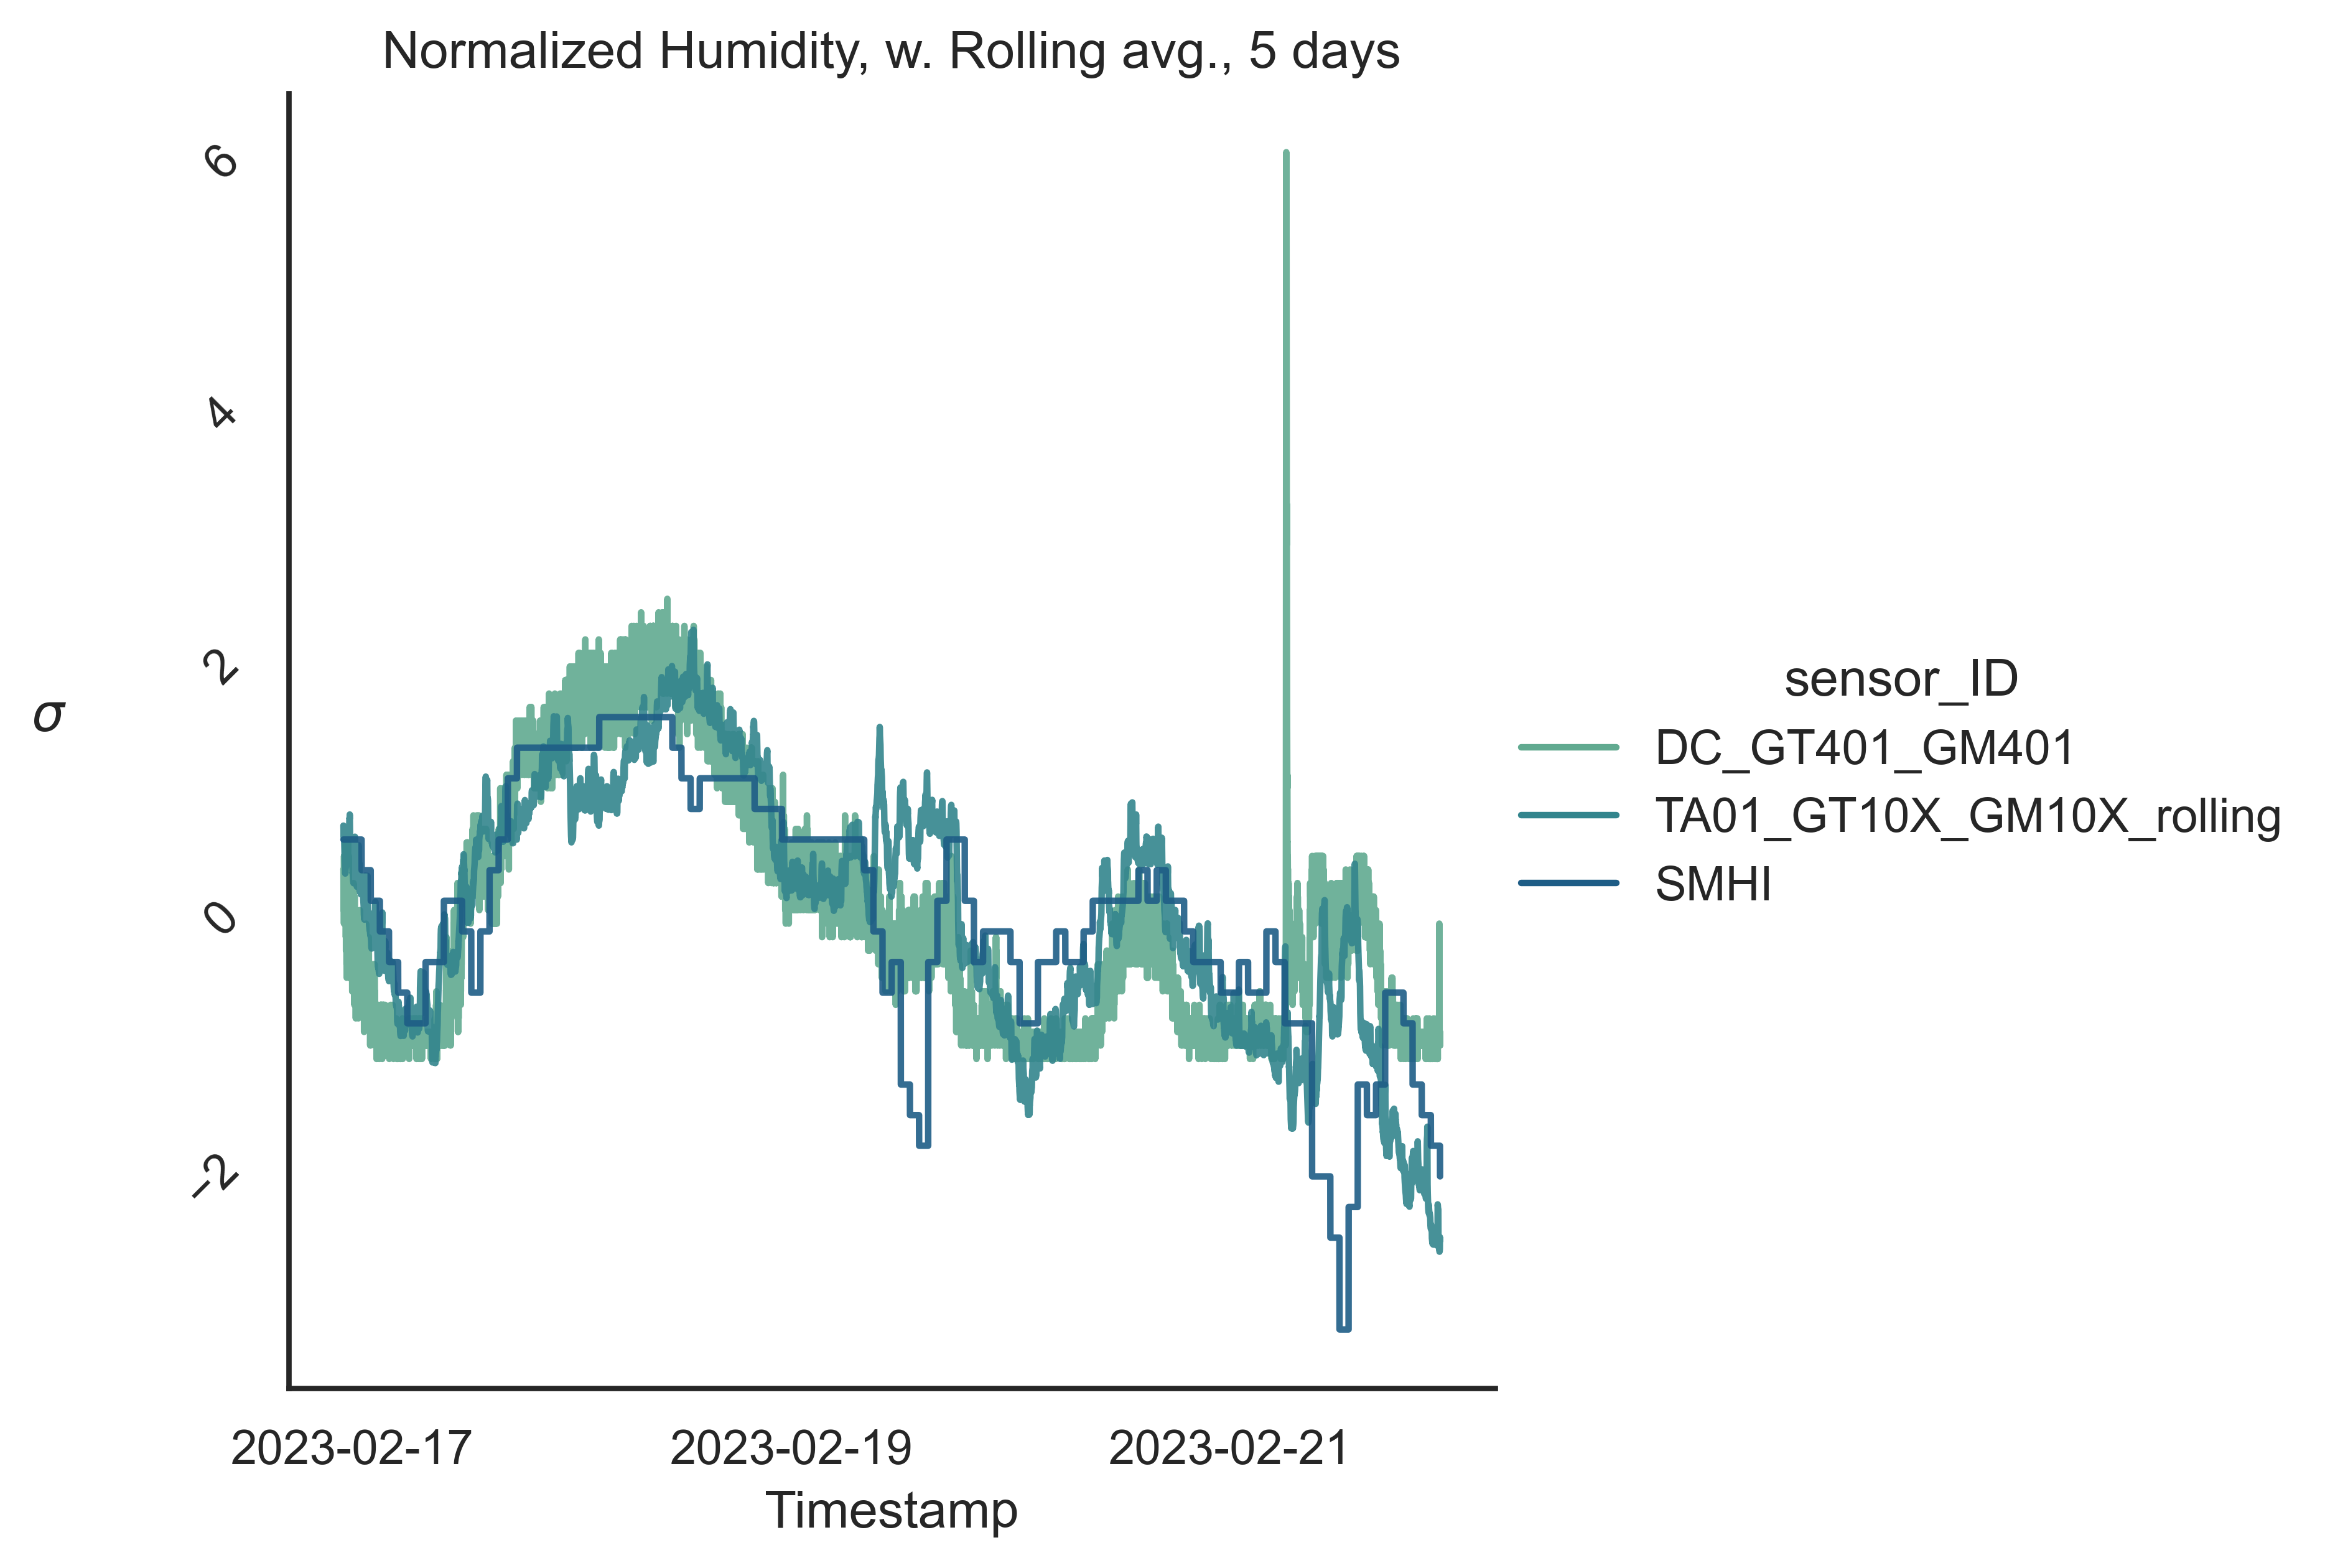 Normalized Humidity, w. Rolling avg., 5 days
6
4
2
0
−2
σ
2023-02-17
2023-02-19
2023-02-21
Timestamp
sensor_ID
DC_GT401_GM401
TA01_GT10X_GM10X_rolling
SMHI